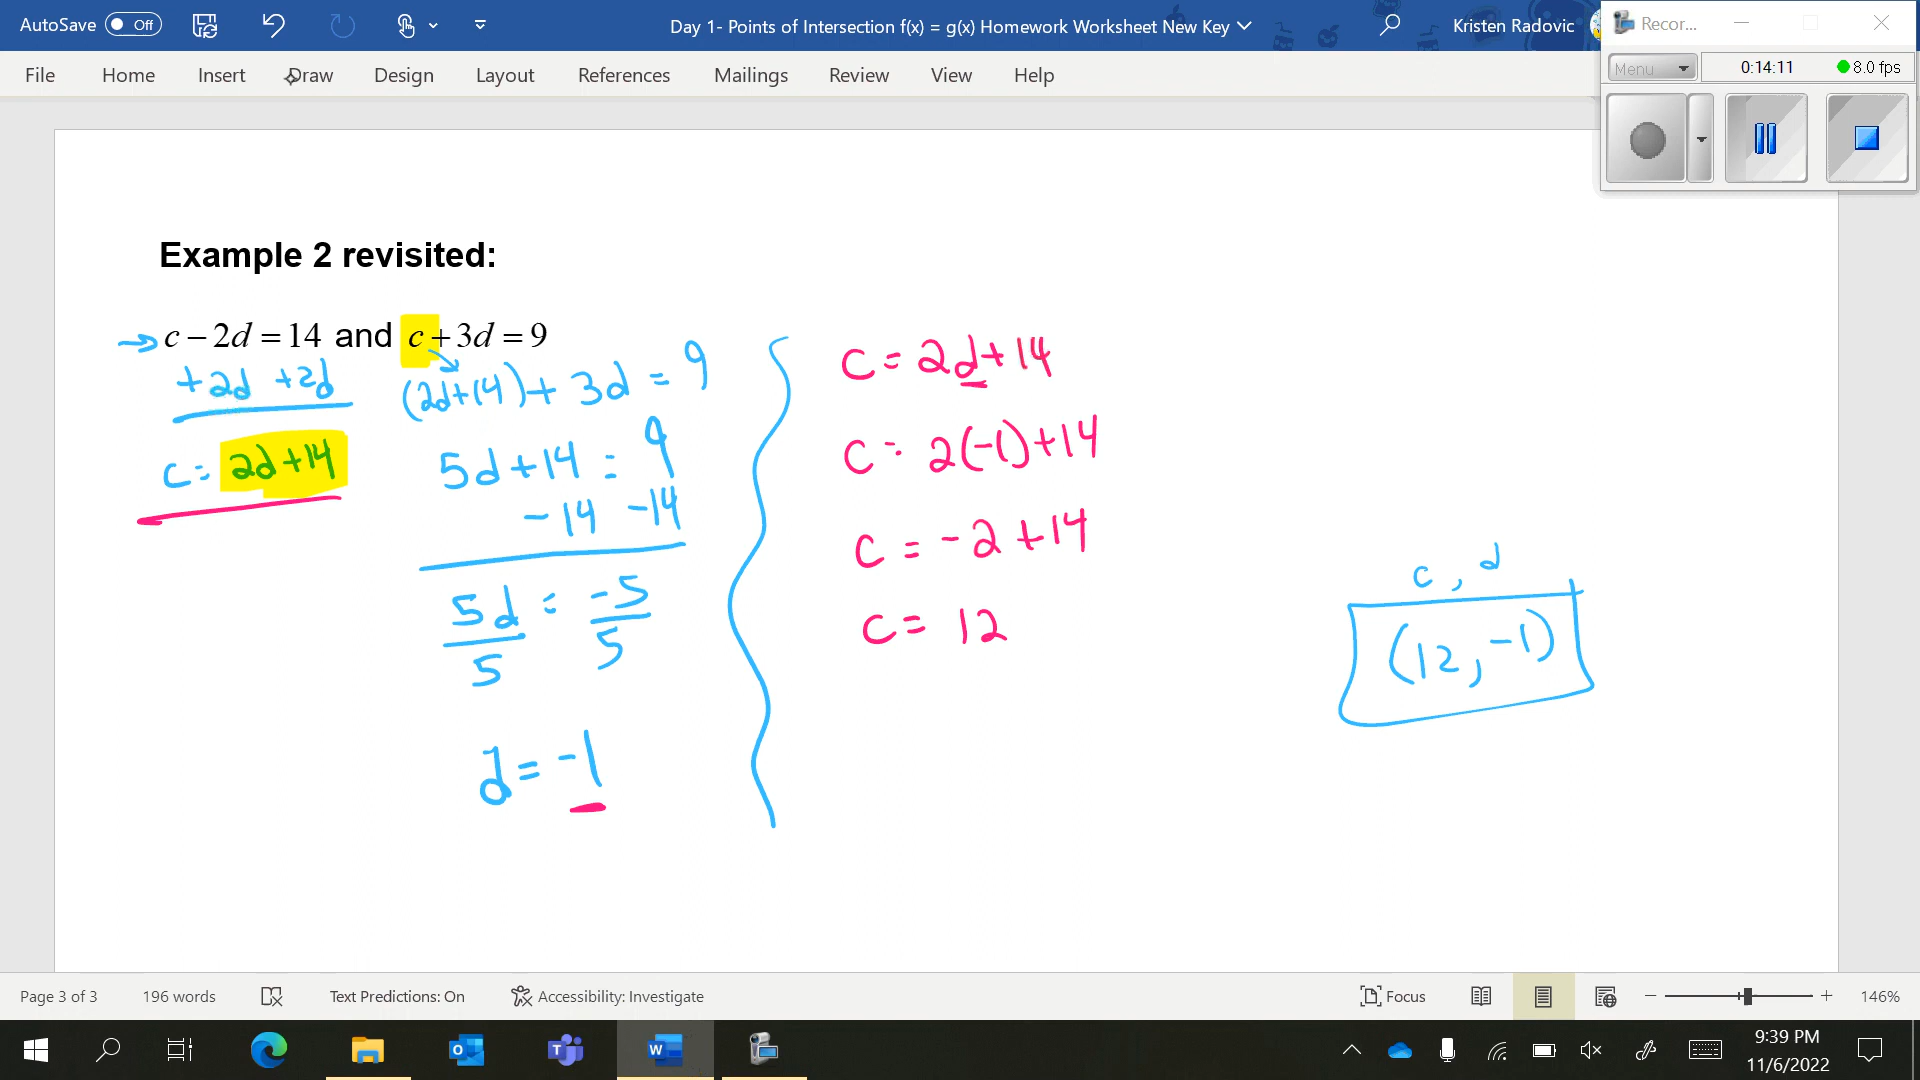 AutoSave Off
Day 1- Points of Intersection f(x) = g(x) Homework Worksheet New Key
Kristen Radovic
Recor...
File Home Insert Draw Design Layout References Mailings Review View Help
Menu 0:14:11 8.0 fps
Example 2 revisited:
c − 2d = 14 and c + 3d = 9
+2d +2d
c = 2d+14
(2d+14) + 3d = 9
5d+14 = 9
-14 -14
5d = -5
5 5
d = -1
c = 2d+14
c = 2(-1)+14
c = -2+14
c = 12
c, d
(12, -1)
Page 3 of 3 196 words Text Predictions: On Accessibility: Investigate Focus 146%
9:39 PM
11/6/2022